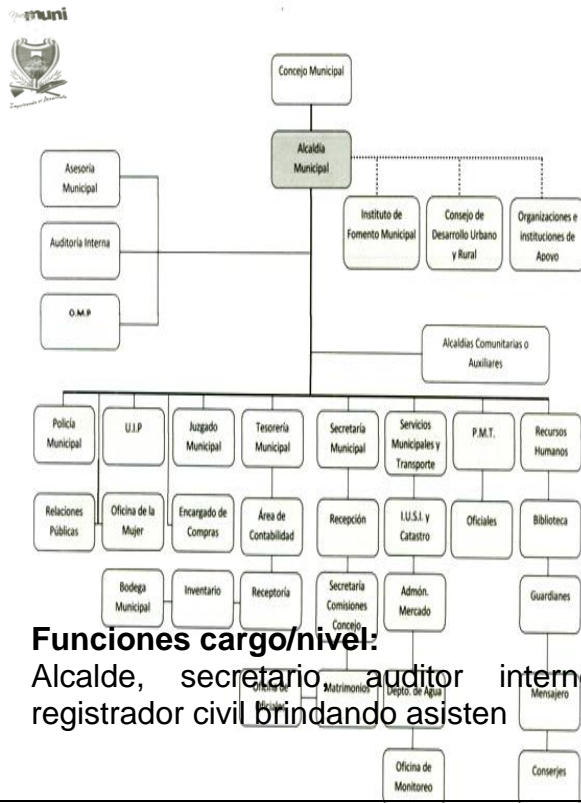 muni
Concejo Municipal
Alcaldía
Municipal
Asesoría
Municipal
Instituto de
Fomento Municipal
Consejo de
Desarrollo Urbano
y Rural
Organizaciones e
instituciones de
Apoyo
Auditoría Interna
O.M.P
Alcaldías Comunitarias o
Auxiliares
Policía
Municipal
U.I.P
Juzgado
Municipal
Tesorería
Municipal
Secretaría
Municipal
Servicios
Municipales y
Transporte
P.M.T.
Recursos
Humanos
Relaciones
Públicas
Oficina de la
Mujer
Encargado de
Compras
Área de
Contabilidad
Recepción
I.U.S.I. y
Catastro
Oficiales
Biblioteca
Bodega
Municipal
Inventario
Receptoría
Secretaría
Comisiones
Concejo
Admón.
Mercado
Guardianes
Funciones cargo/nivel:
Alcalde, secretario, auditor interno
registrador civil brindando asisten
Oficina de
Matrimonios
Depto. de Agua
Mensajero
Oficina de
Monitoreo
Conserjes